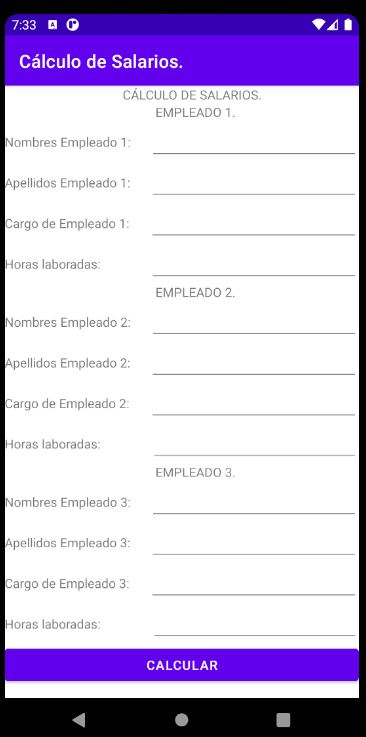 7:33
Cálculo de Salarios.
CÁLCULO DE SALARIOS.
EMPLEADO 1.
Nombres Empleado 1:
Apellidos Empleado 1:
Cargo de Empleado 1:
Horas laboradas:
EMPLEADO 2.
Nombres Empleado 2:
Apellidos Empleado 2:
Cargo de Empleado 2:
Horas laboradas:
EMPLEADO 3.
Nombres Empleado 3:
Apellidos Empleado 3:
Cargo de Empleado 3:
Horas laboradas:
CALCULAR